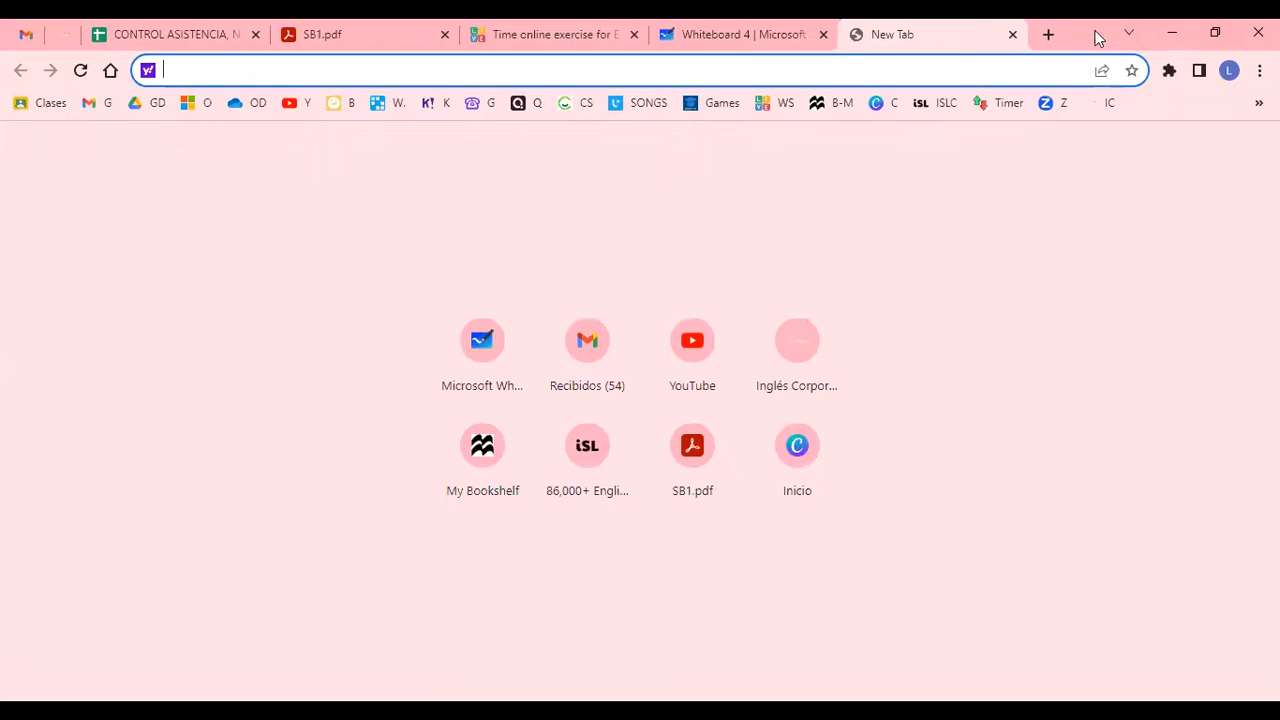 CONTROL ASISTENCIA, N
SB1.pdf
Time online exercise for E
Whiteboard 4 | Microsoft
New Tab
y!
L
Clases
G
GD
O
OD
Y
B
W.
K! K
G
Q
CS
SONGS
Games
WS
B-M
C
iSL ISLC
Timer
Z
IC
»
Microsoft Wh...
Recibidos (54)
YouTube
Inglés Corpor...
iSL
My Bookshelf
86,000+ Engli...
SB1.pdf
Inicio